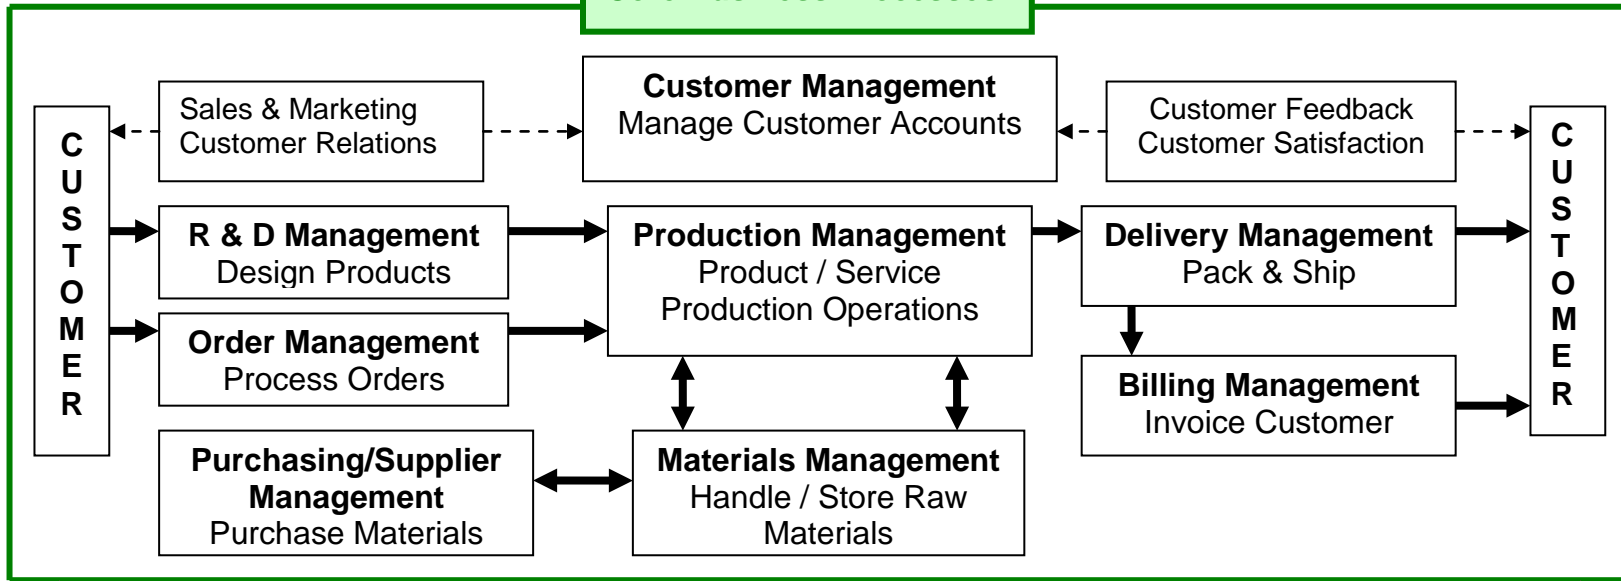 CUSTOMER
Sales & Marketing
Customer Relations
Customer Management
Manage Customer Accounts
Customer Feedback
Customer Satisfaction
CUSTOMER
R & D Management
Design Products
Production Management
Product / Service
Production Operations
Delivery Management
Pack & Ship
Order Management
Process Orders
Billing Management
Invoice Customer
Purchasing/Supplier
Management
Purchase Materials
Materials Management
Handle / Store Raw
Materials